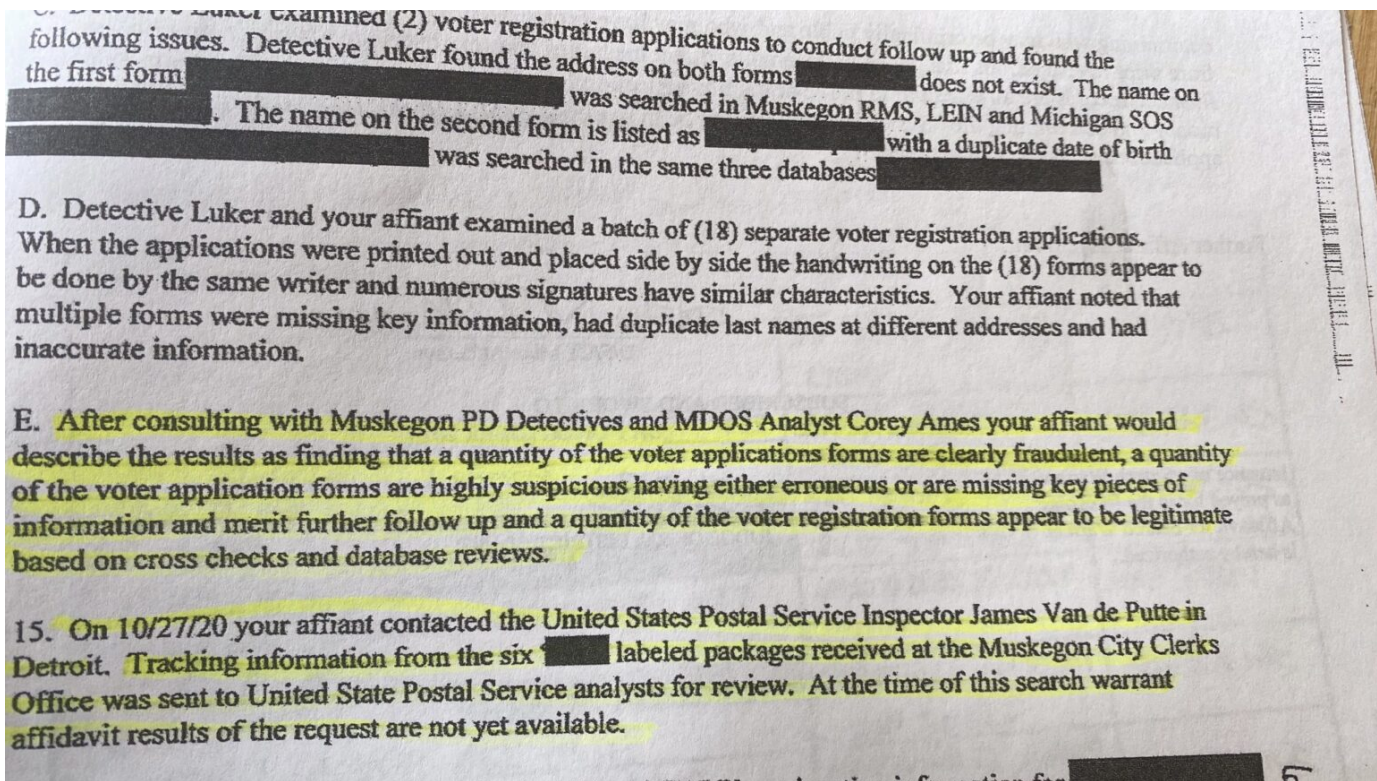 C. Detective Luker examined (2) voter registration applications to conduct follow up and found the
following issues. Detective Luker found the address on both forms does not exist. The name on
the first form was searched in Muskegon RMS, LEIN and Michigan SOS
. The name on the second form is listed as with a duplicate date of birth
was searched in the same three databases
D. Detective Luker and your affiant examined a batch of (18) separate voter registration applications.
When the applications were printed out and placed side by side the handwriting on the (18) forms appear to
be done by the same writer and numerous signatures have similar characteristics. Your affiant noted that
multiple forms were missing key information, had duplicate last names at different addresses and had
inaccurate information.
E. After consulting with Muskegon PD Detectives and MDOS Analyst Corey Ames your affiant would
describe the results as finding that a quantity of the voter applications forms are clearly fraudulent, a quantity
of the voter application forms are highly suspicious having either erroneous or are missing key pieces of
information and merit further follow up and a quantity of the voter registration forms appear to be legitimate
based on cross checks and database reviews.
15. On 10/27/20 your affiant contacted the United States Postal Service Inspector James Van de Putte in
Detroit. Tracking information from the six labeled packages received at the Muskegon City Clerks
Office was sent to United State Postal Service analysts for review. At the time of this search warrant
affidavit results of the request are not yet available.